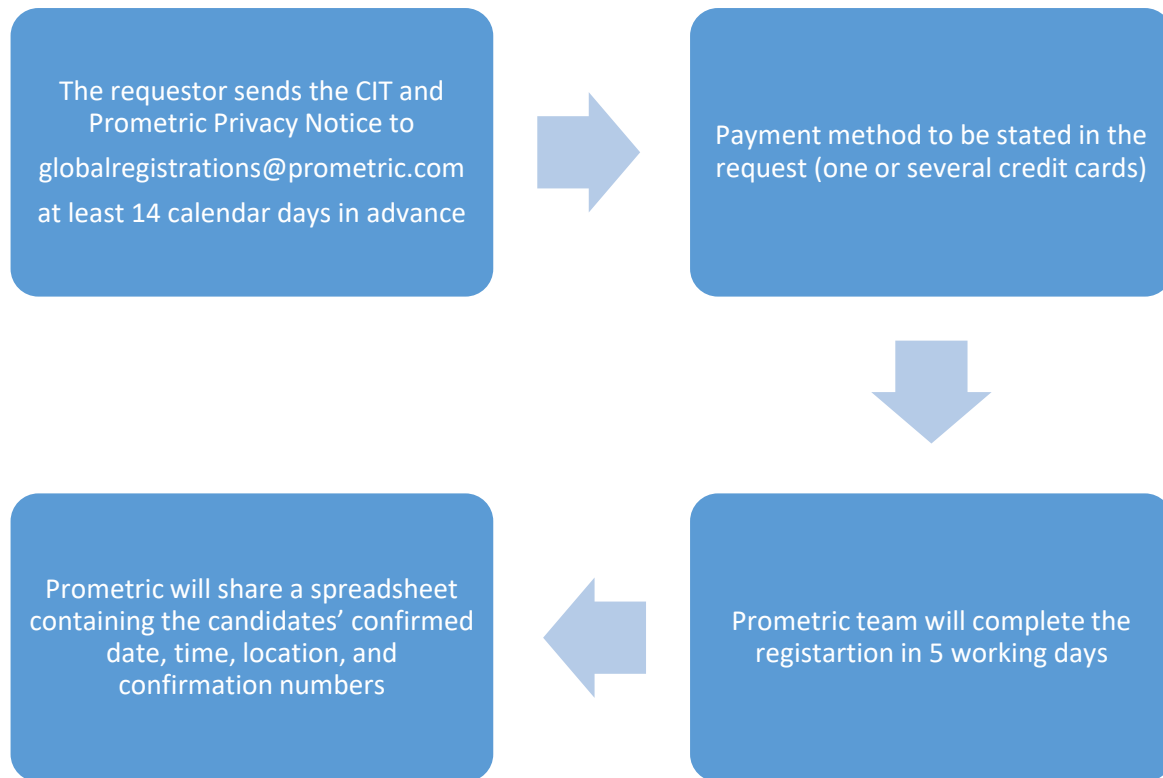 The requestor sends the CIT and
Prometric Privacy Notice to
globalregistrations@prometric.com
at least 14 calendar days in advance
Payment method to be stated in the
request (one or several credit cards)
Prometric team will complete the
registartion in 5 working days
Prometric will share a spreadsheet
containing the candidates’ confirmed
date, time, location, and
confirmation numbers